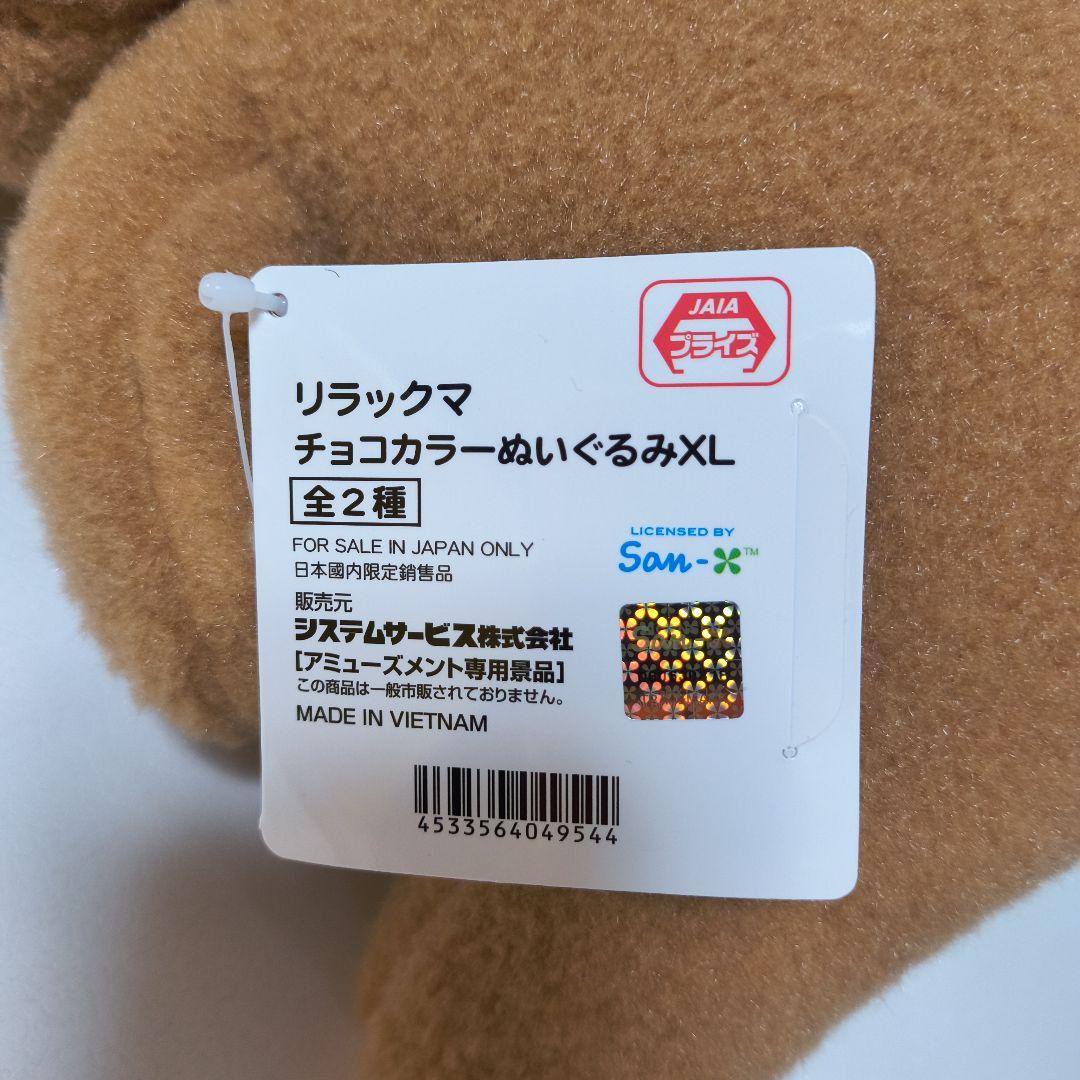 JAIA
プライズ
リラックマ
チョコカラーぬいぐるみXL
全2種
FOR SALE IN JAPAN ONLY
日本國内限定銷售品
販売元
システムサービス株式会社
[アミューズメント専用景品]
この商品は一般市販されておりません。
MADE IN VIETNAM
LICENSED BY
San-X™
4533564049544